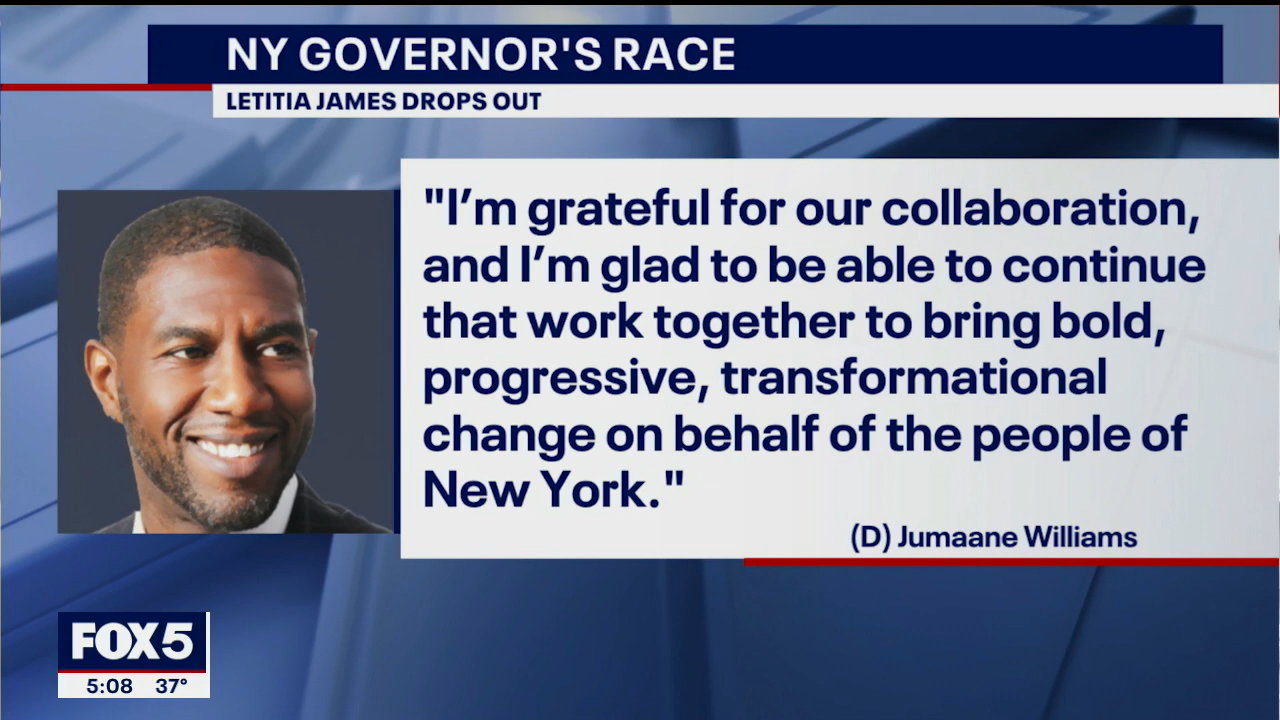 NY GOVERNOR'S RACE
LETITIA JAMES DROPS OUT
"I’m grateful for our collaboration,
and I’m glad to be able to continue
that work together to bring bold,
progressive, transformational
change on behalf of the people of
New York."
(D) Jumaane Williams
FOX 5
5:08 37°